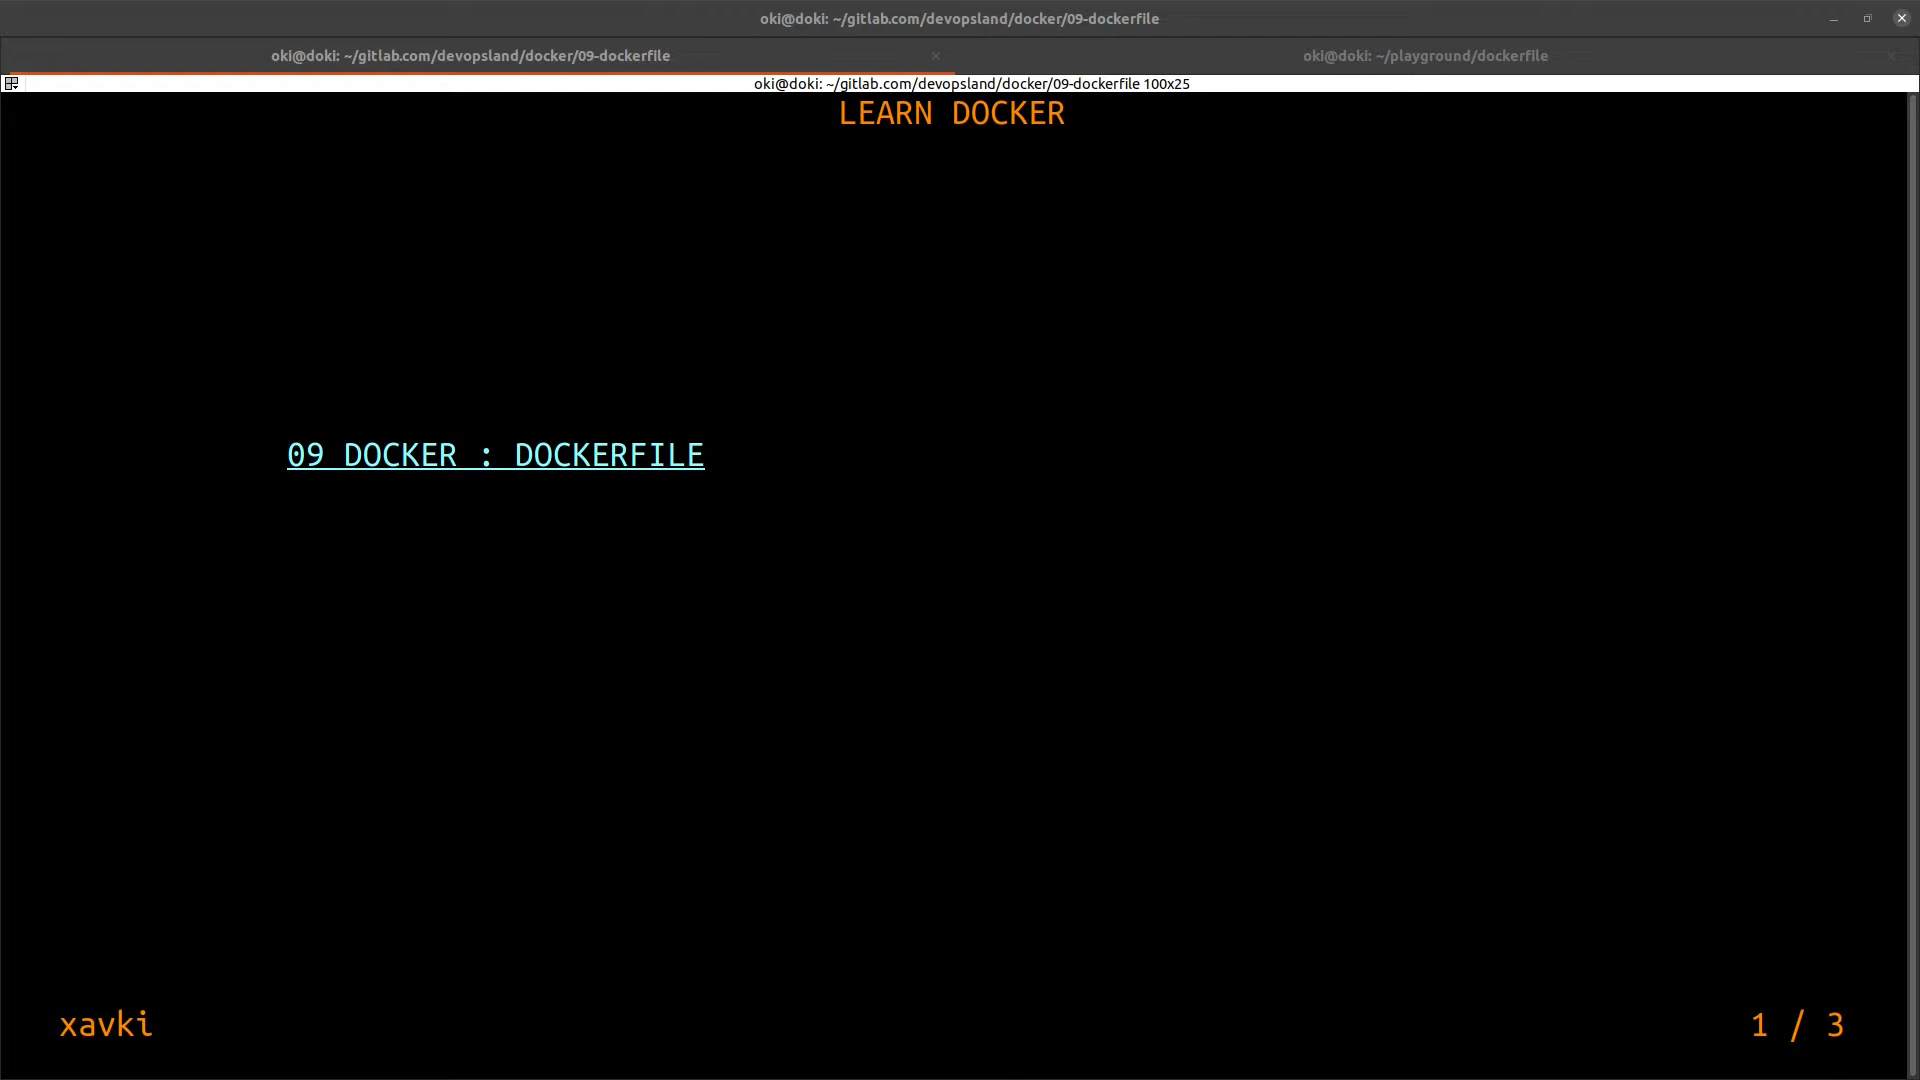 oki@doki: ~/gitlab.com/devopsland/docker/09-dockerfile
oki@doki: ~/gitlab.com/devopsland/docker/09-dockerfile
oki@doki: ~/playground/dockerfile
oki@doki: ~/gitlab.com/devopsland/docker/09-dockerfile 100x25
LEARN DOCKER
09 DOCKER : DOCKERFILE
xavki
1 / 3